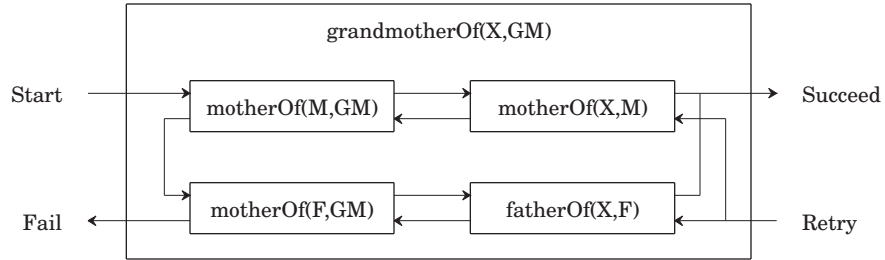 grandmotherOf(X,GM)
Start
motherOf(M,GM)
motherOf(X,M)
Succeed
Fail
motherOf(F,GM)
fatherOf(X,F)
Retry